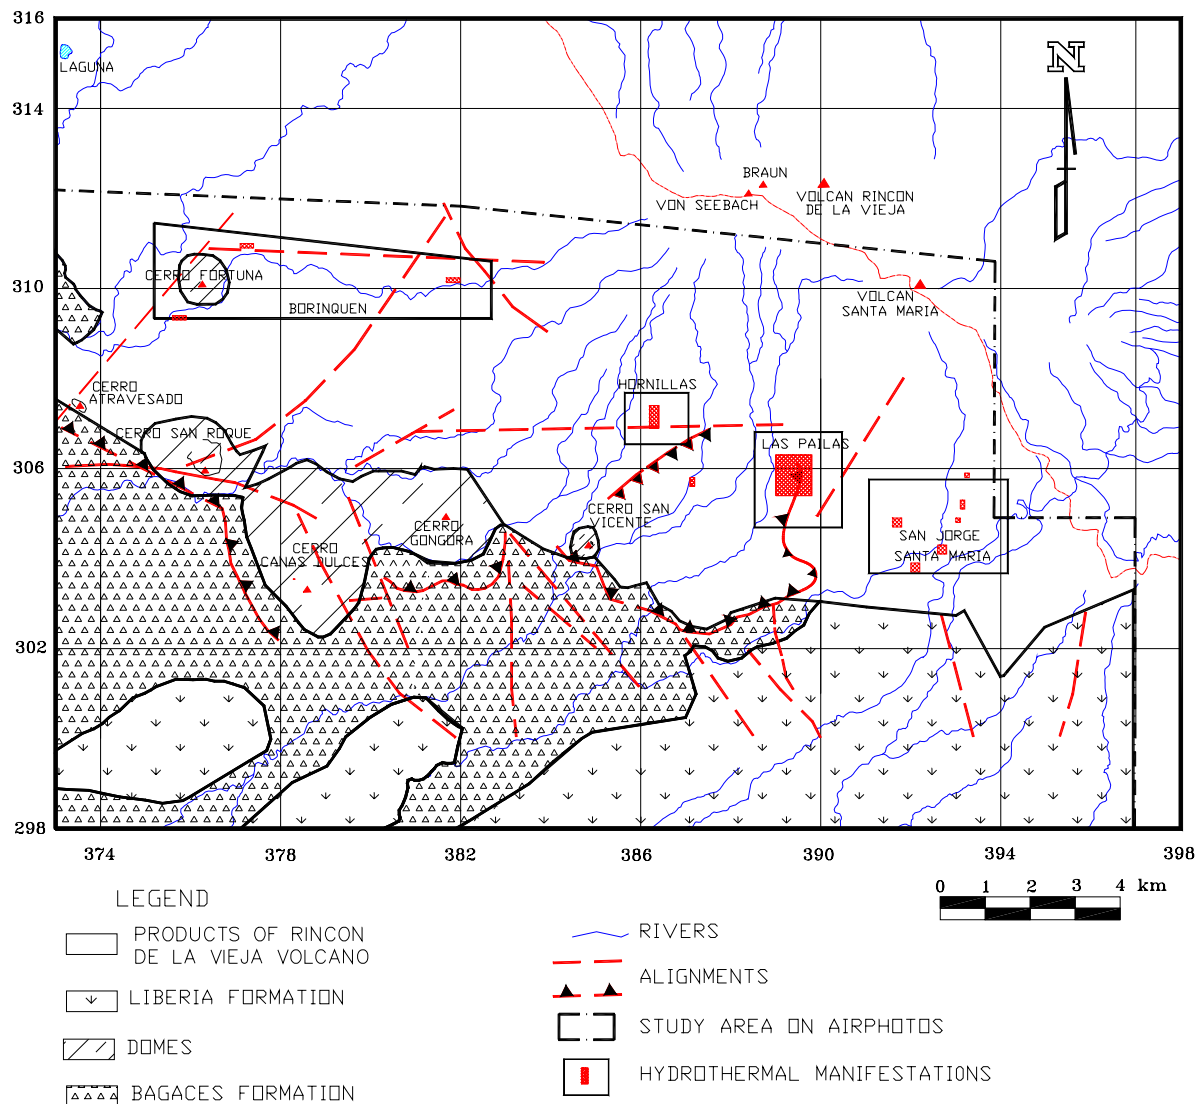 316
314
310
306
302
298
LAGUNA
N
BRAUN
VON SEEBACH
VOLCAN RINCON
DE LA VIEJA
CERRO FORTUNA
BORINQUEN
VOLCAN
SANTA MARIA
CERRO
ATRAVESADO
HORNILLAS
CERRO SAN ROQUE
LAS PAILAS
CERRO SAN
VICENTE
CERRO
GONGORA
SAN JORGE
SANTA MARIA
CERRO
CANAS DULCES
374
378
382
386
390
394
398
0 1 2 3 4 km
LEGEND
PRODUCTS OF RINCON
DE LA VIEJA VOLCANO
LIBERIA FORMATION
DOMES
BAGACES FORMATION
RIVERS
ALIGNMENTS
STUDY AREA ON AIRPHOTOS
HYDROTHERMAL MANIFESTATIONS